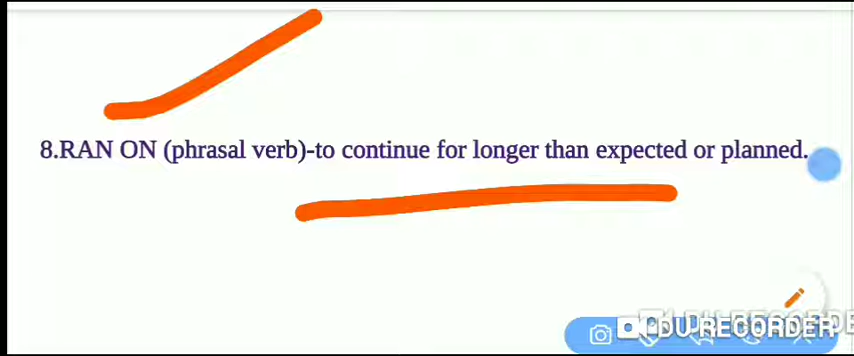 8.RAN ON (phrasal verb)-to continue for longer than expected or planned.
DU RECORDER